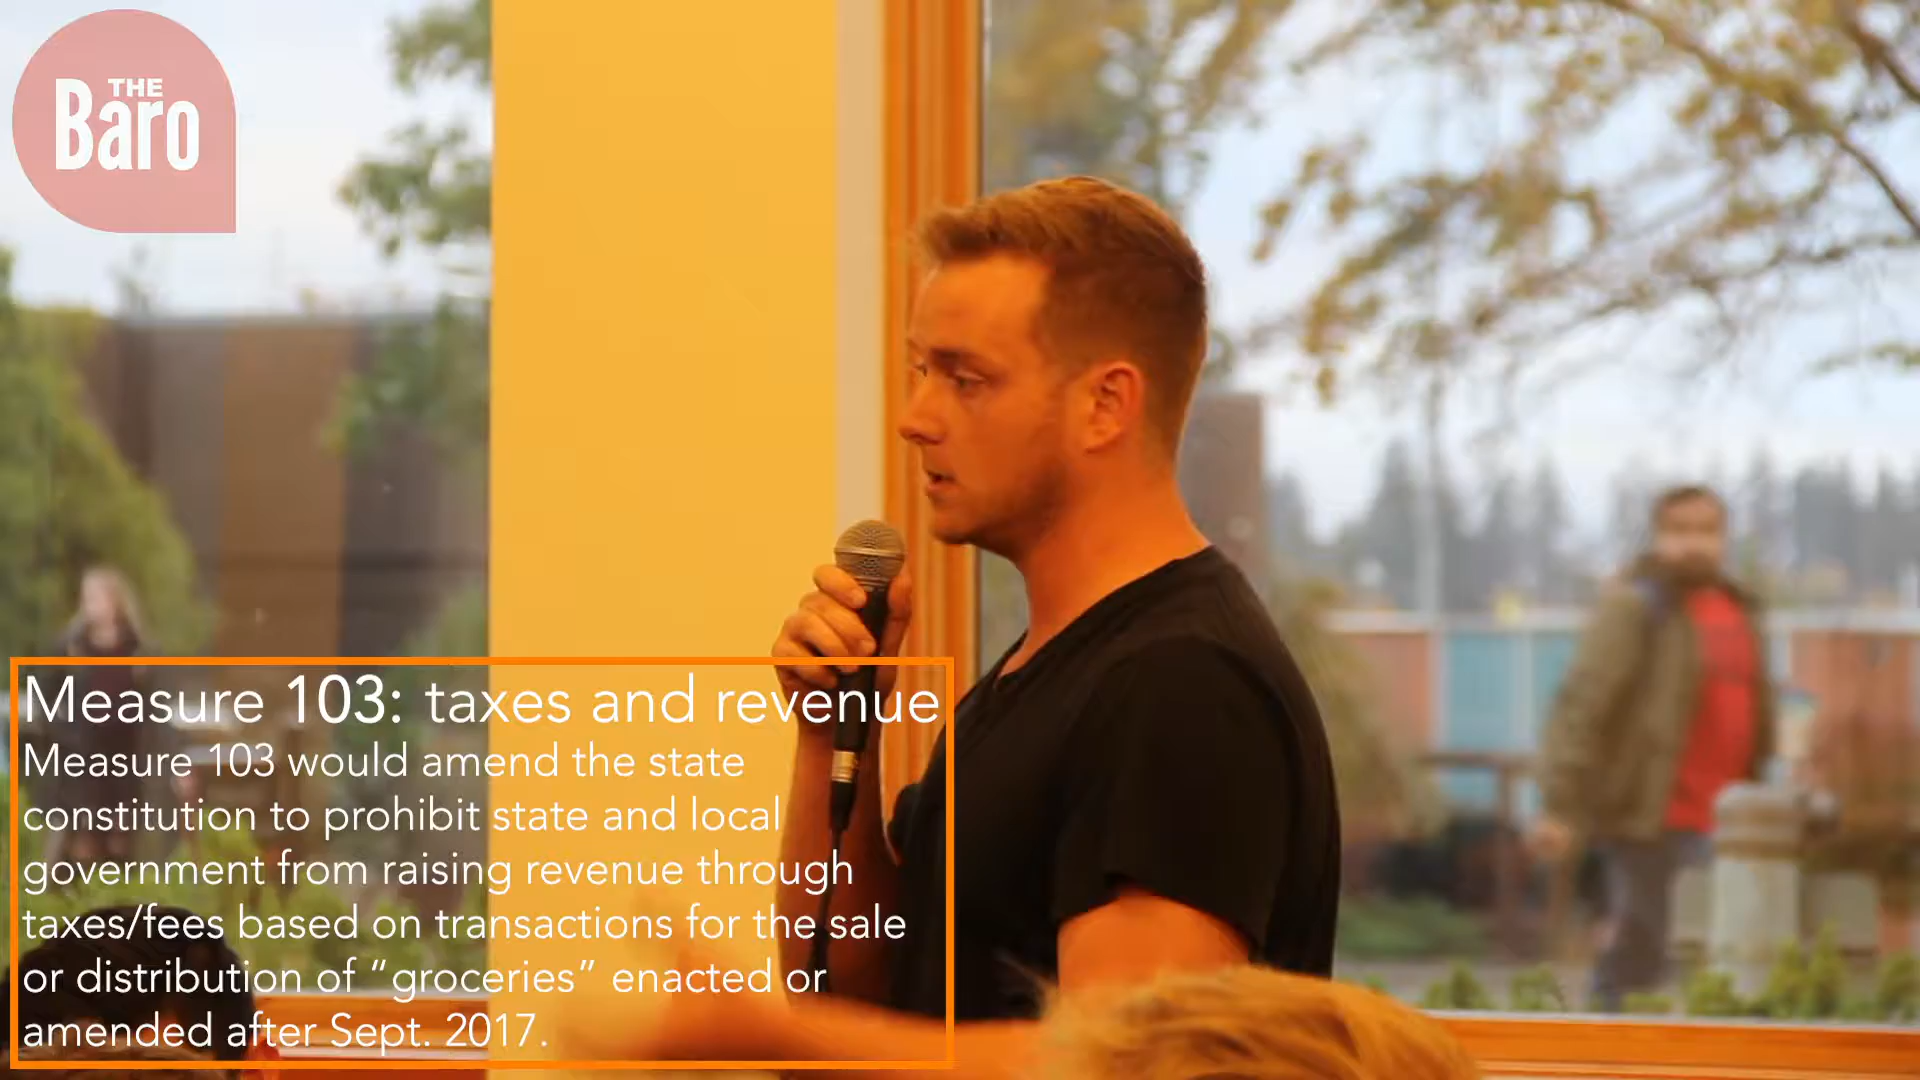 THE
Baro
Measure 103: taxes and revenue
Measure 103 would amend the state
constitution to prohibit state and local
government from raising revenue through
taxes/fees based on transactions for the sale
or distribution of “groceries” enacted or
amended after Sept. 2017.